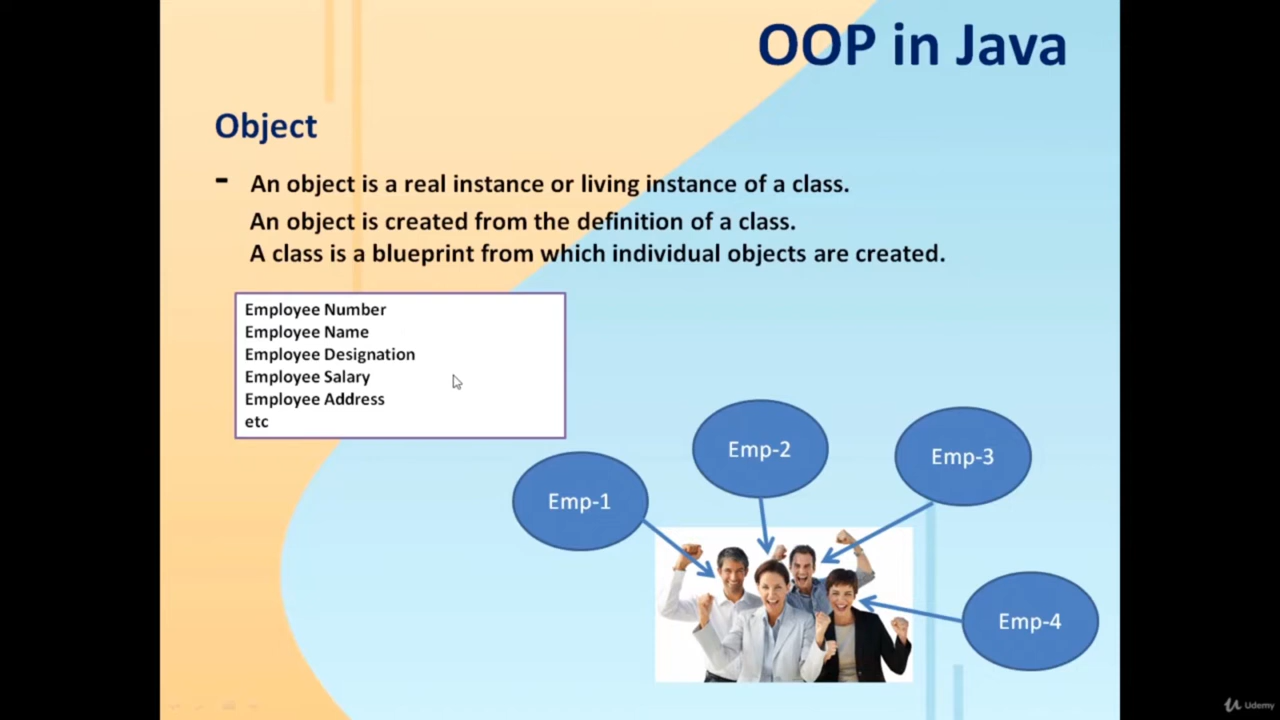 OOP in Java
Object
- An object is a real instance or living instance of a class.
An object is created from the definition of a class.
A class is a blueprint from which individual objects are created.
Employee Number
Employee Name
Employee Designation
Employee Salary
Employee Address
etc
Emp-1
Emp-2
Emp-3
Emp-4
Udemy